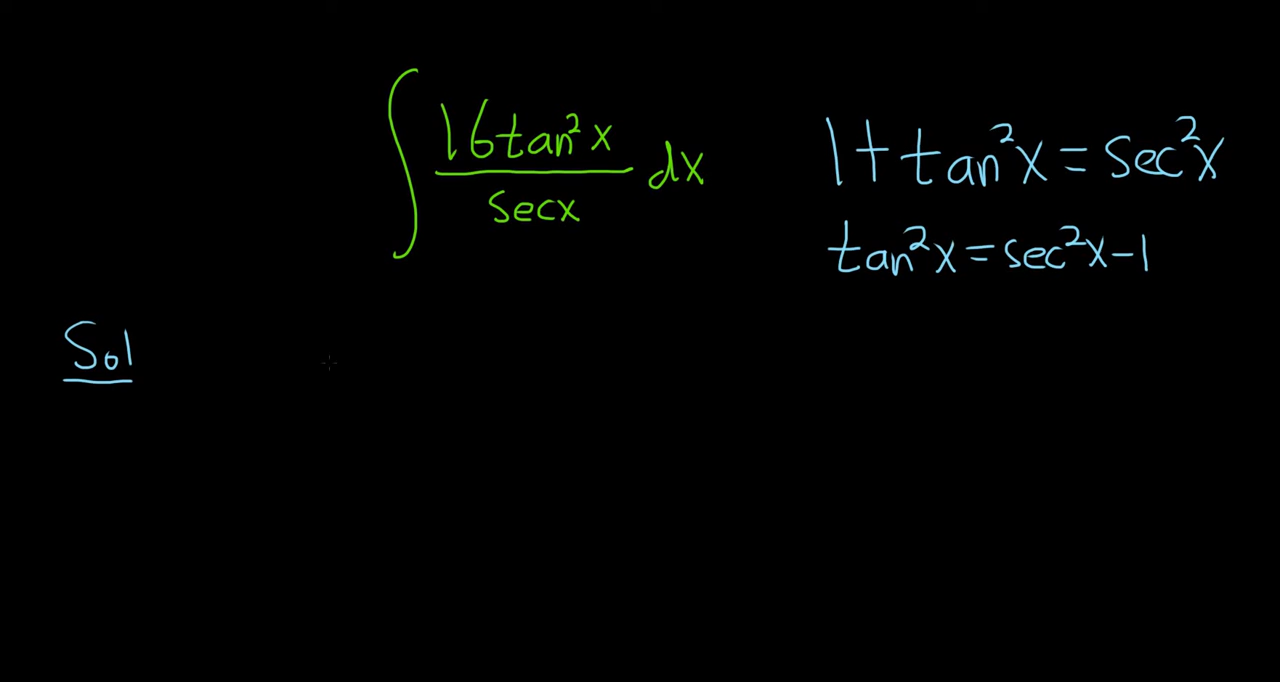 ∫ 16tan²x / secx dx
1 + tan²x = sec²x
tan²x = sec²x - 1
Sol